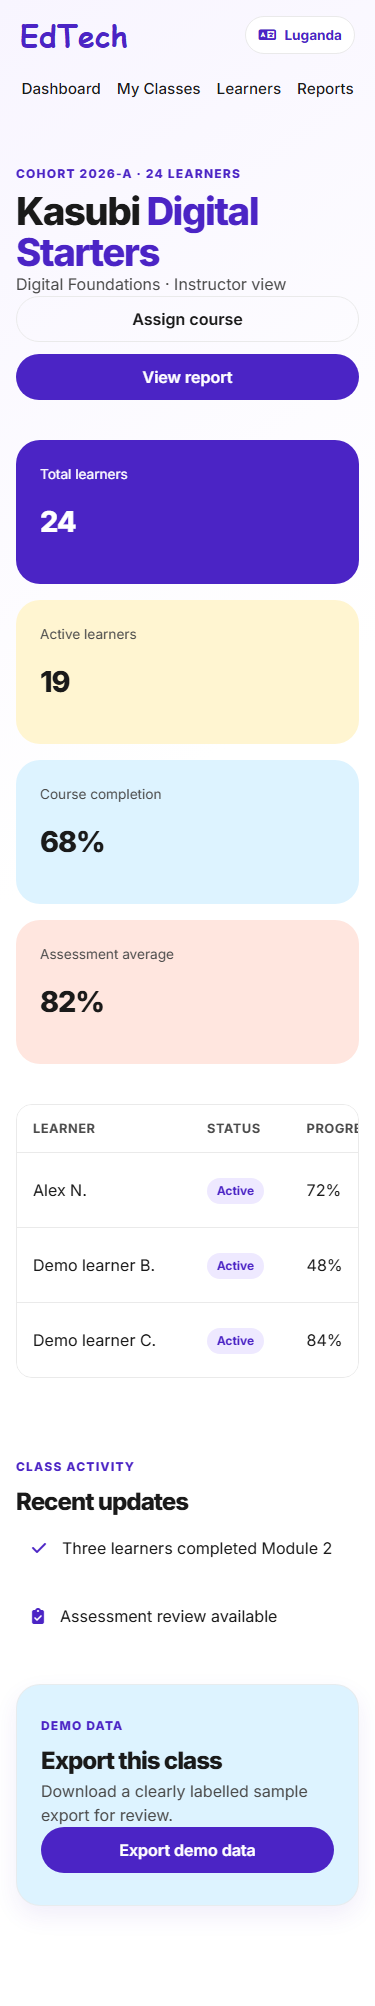 EdTech
Luganda
Dashboard My Classes Learners Reports
COHORT 2026-A · 24 LEARNERS
Kasubi Digital
Starters
Digital Foundations · Instructor view
Assign course
View report
Total learners
24
Active learners
19
Course completion
68%
Assessment average
82%
LEARNER STATUS PROGRE
Alex N. Active 72%
Demo learner B. Active 48%
Demo learner C. Active 84%
CLASS ACTIVITY
Recent updates
Three learners completed Module 2
Assessment review available
DEMO DATA
Export this class
Download a clearly labelled sample
export for review.
Export demo data